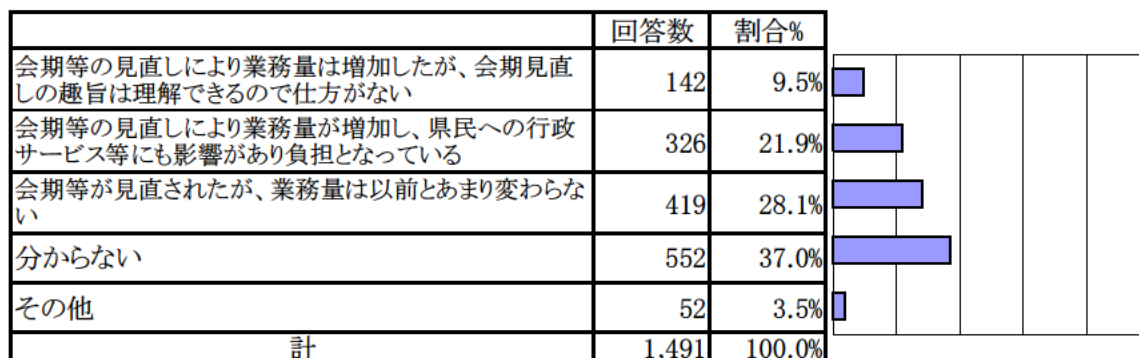 回答数 割合%
会期等の見直しにより業務量は増加したが、会期見直
しの趣旨は理解できるので仕方がない 142 9.5%
会期等の見直しにより業務量が増加し、県民への行政
サービス等にも影響があり負担となっている 326 21.9%
会期等が見直されたが、業務量は以前とあまり変わらな
い 419 28.1%
分からない 552 37.0%
その他 52 3.5%
計 1,491 100.0%